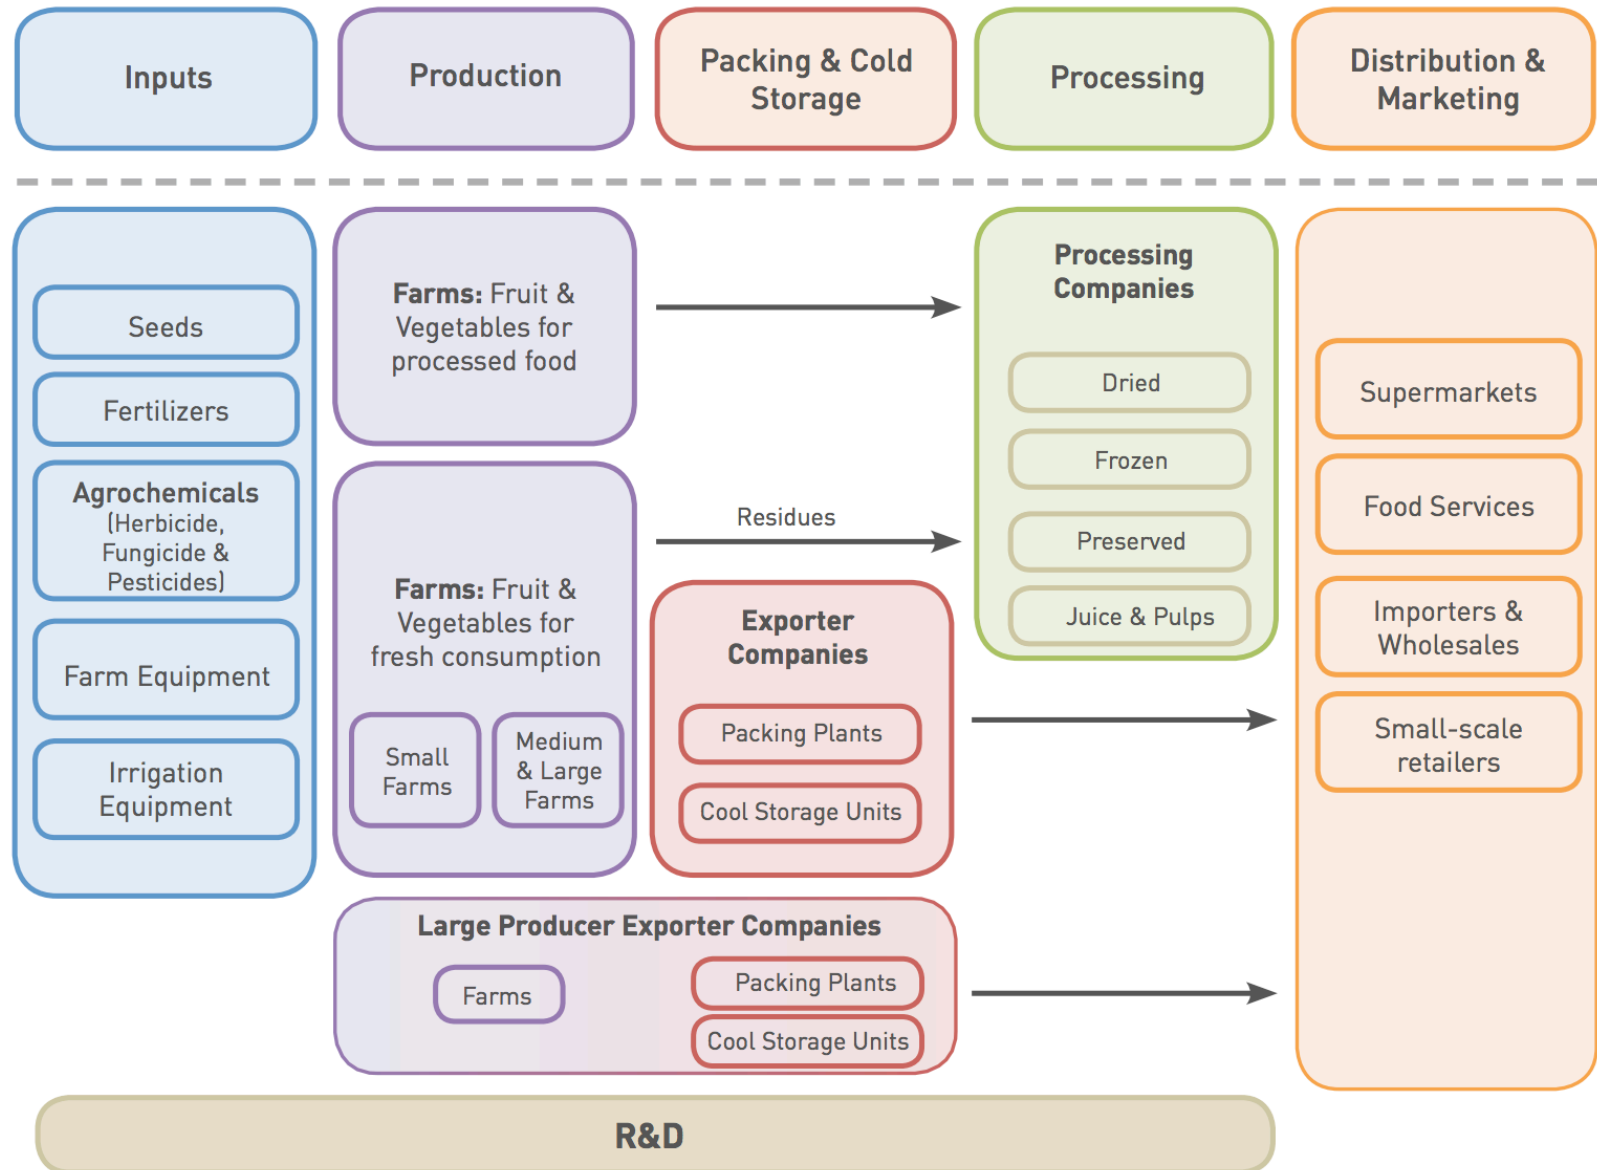 Inputs
Production
Packing & Cold
Storage
Processing
Distribution &
Marketing
Seeds
Fertilizers
Agrochemicals
(Herbicide,
Fungicide &
Pesticides)
Farm Equipment
Irrigation
Equipment
Farms: Fruit &
Vegetables for
processed food
Farms: Fruit &
Vegetables for
fresh consumption
Small
Farms
Medium
& Large
Farms
Residues
Exporter
Companies
Packing Plants
Cool Storage Units
Large Producer Exporter Companies
Farms
Packing Plants
Cool Storage Units
Processing
Companies
Dried
Frozen
Preserved
Juice & Pulps
Supermarkets
Food Services
Importers &
Wholesales
Small-scale
retailers
R&D